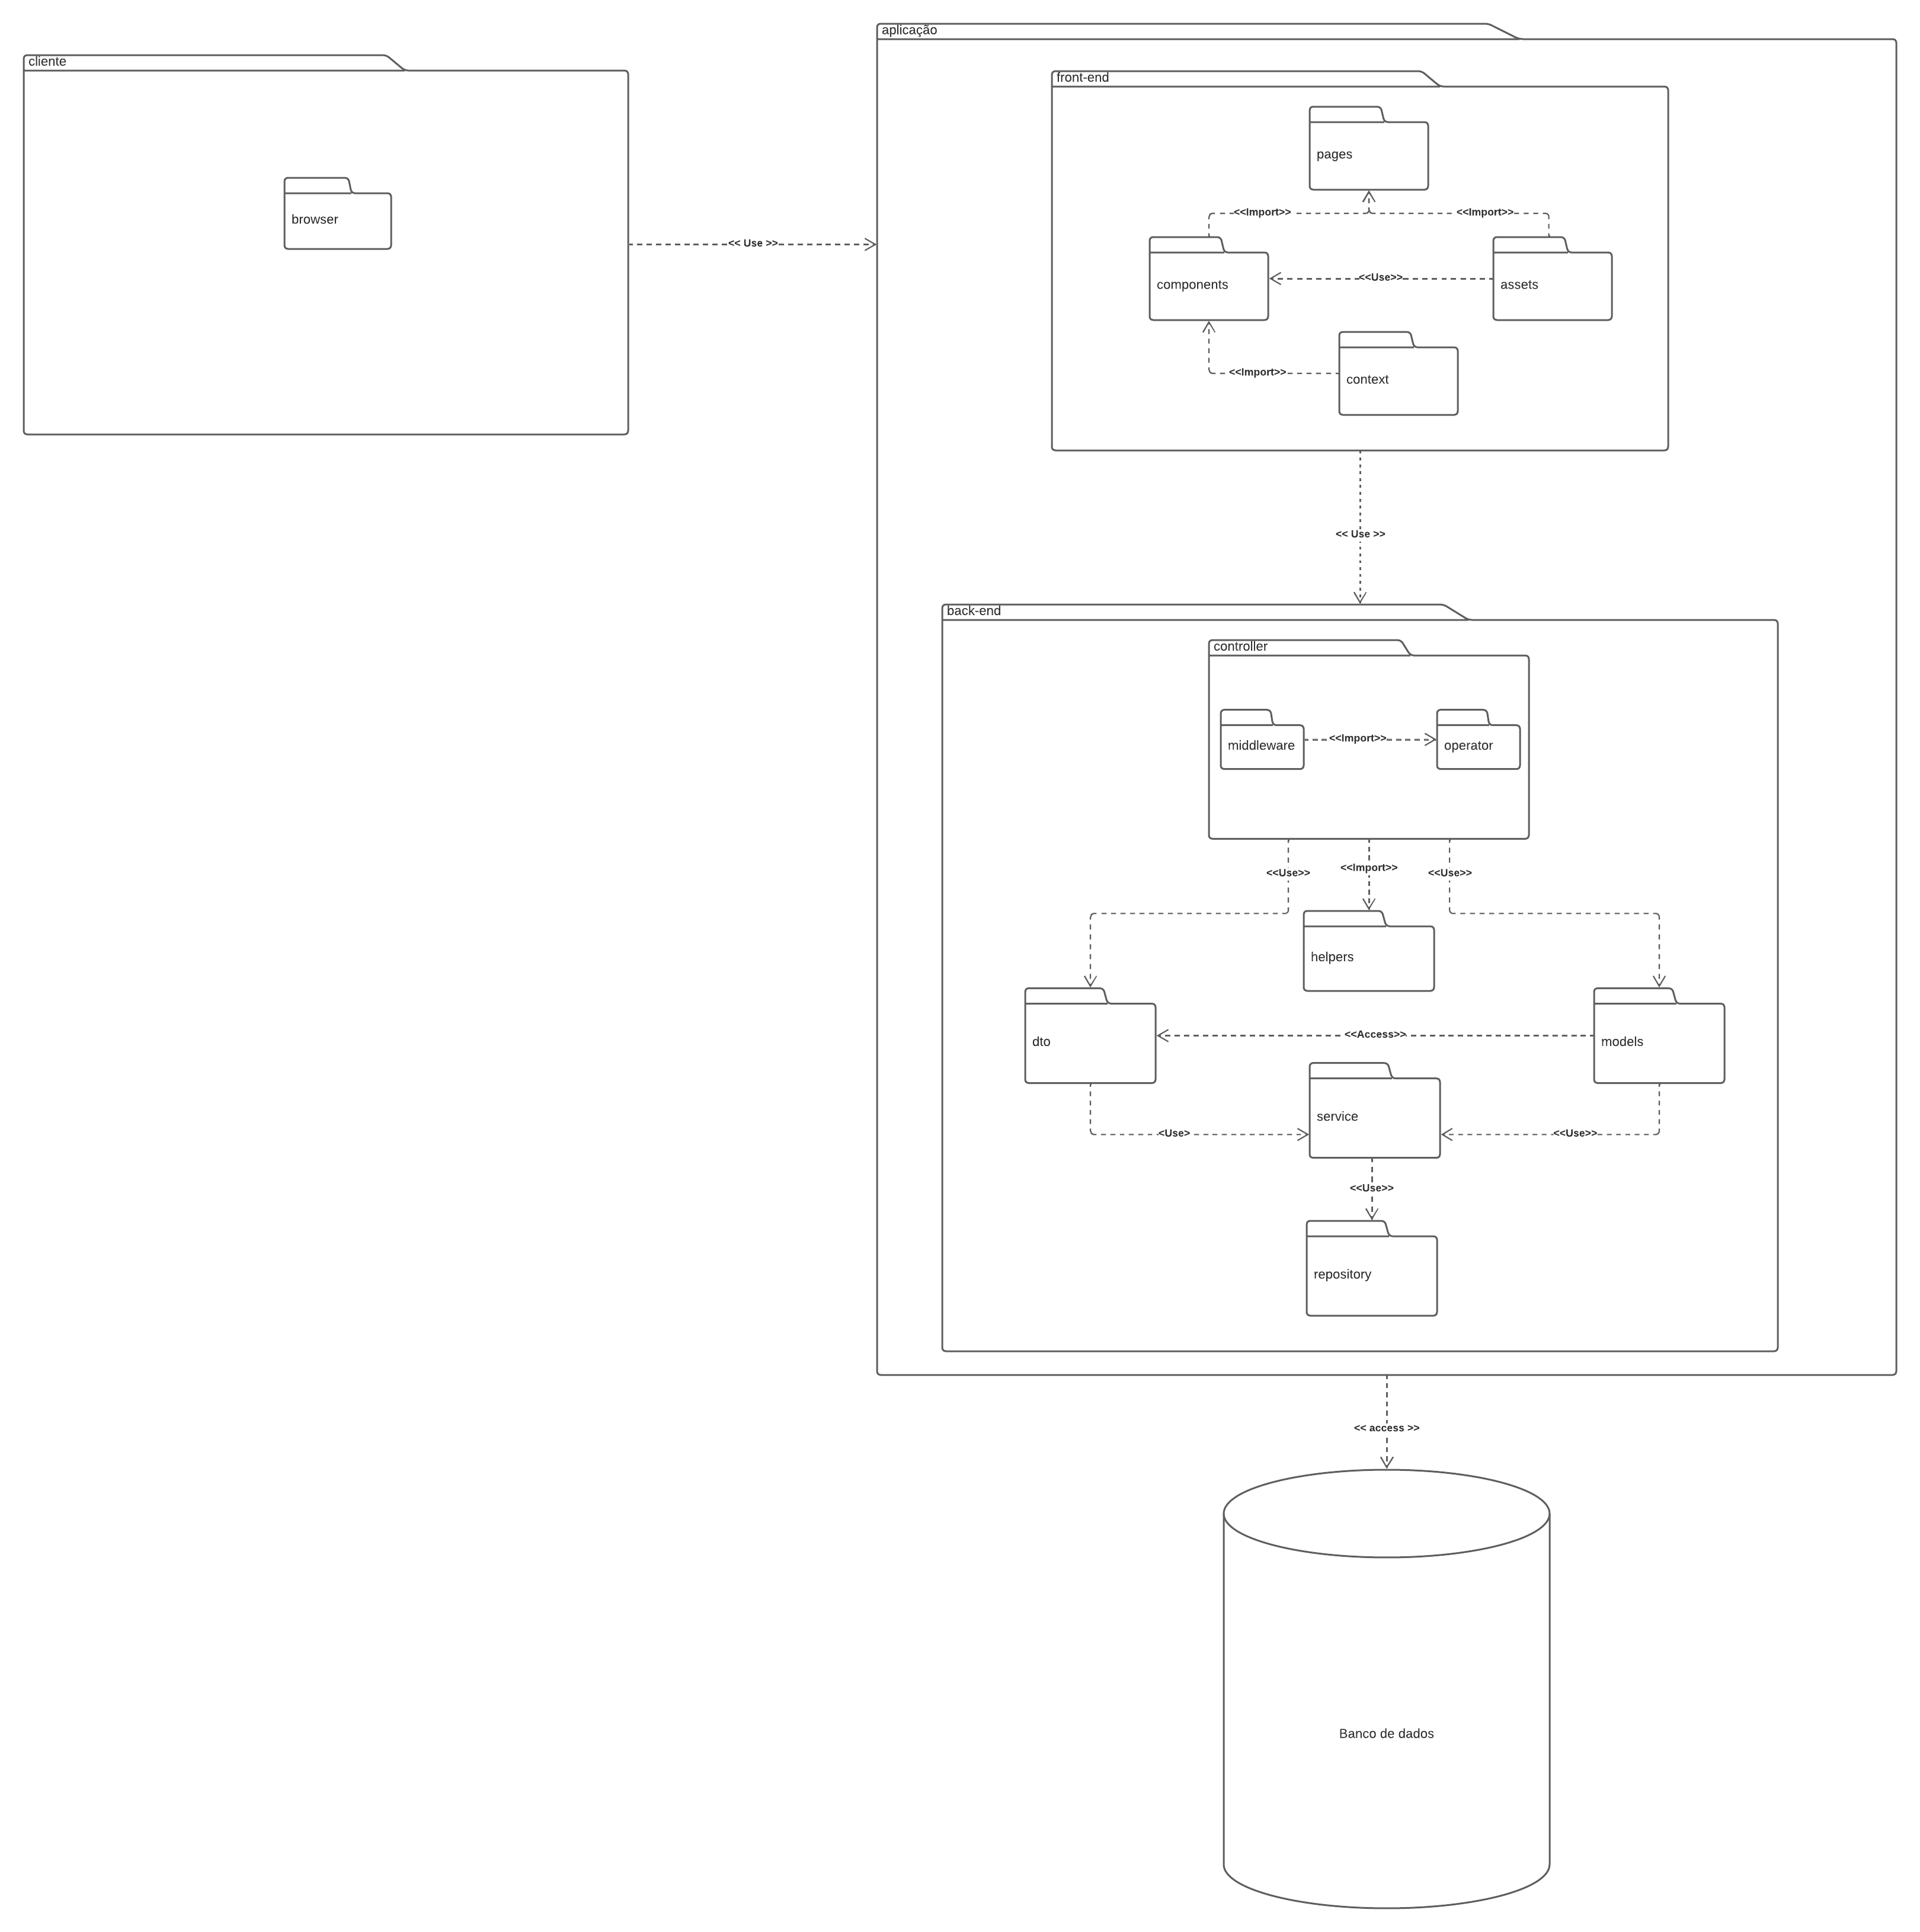 aplicação
cliente
front-end
pages
browser
<<Import>>
<<Import>>
<< Use >>
components
<<Use>>
assets
<<Import>>
context
<< Use >>
back-end
controller
middleware
<<Import>>
operator
<<Use>>
<<Import>>
<<Use>>
helpers
dto
<<Access>>
models
service
<Use>
<<Use>>
<<Use>>
repository
<< access >>
Banco de dados